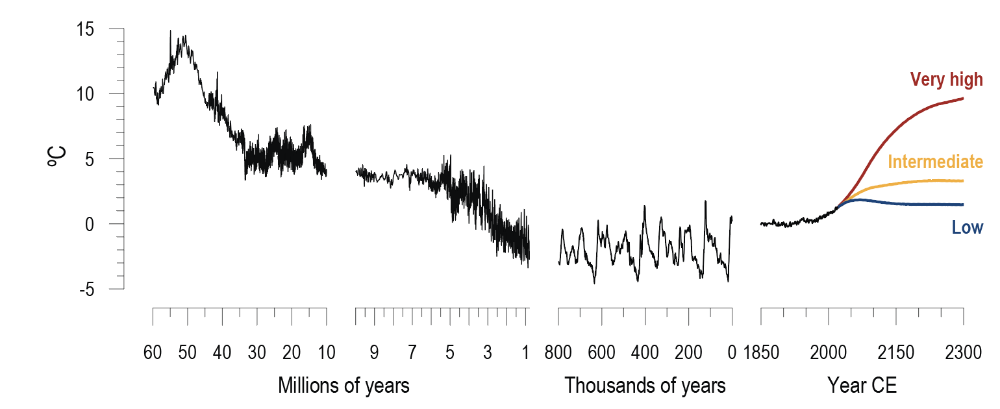 15
10
5
0
-5
ºC
Very high
Intermediate
Low
60 50 40 30 20 10 9 7 5 3 1 800 600 400 200 0 1850 2000 2150 2300
Millions of years Thousands of years Year CE